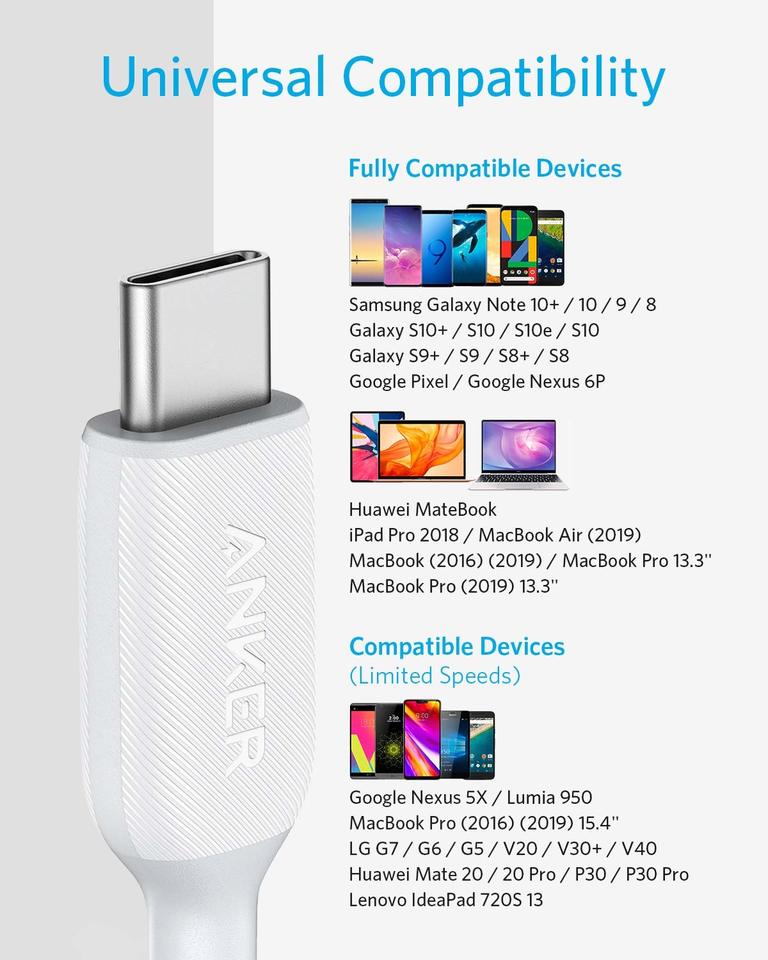 Universal Compatibility
Fully Compatible Devices
Samsung Galaxy Note 10+ / 10 / 9 / 8
Galaxy S10+ / S10 / S10e / S10
Galaxy S9+ / S9 / S8+ / S8
Google Pixel / Google Nexus 6P
Huawei MateBook
iPad Pro 2018 / MacBook Air (2019)
MacBook (2016) (2019) / MacBook Pro 13.3"
MacBook Pro (2019) 13.3"
ANKER
Compatible Devices
(Limited Speeds)
Google Nexus 5X / Lumia 950
MacBook Pro (2016) (2019) 15.4"
LG G7 / G6 / G5 / V20 / V30+ / V40
Huawei Mate 20 / 20 Pro / P30 / P30 Pro
Lenovo IdeaPad 720S 13